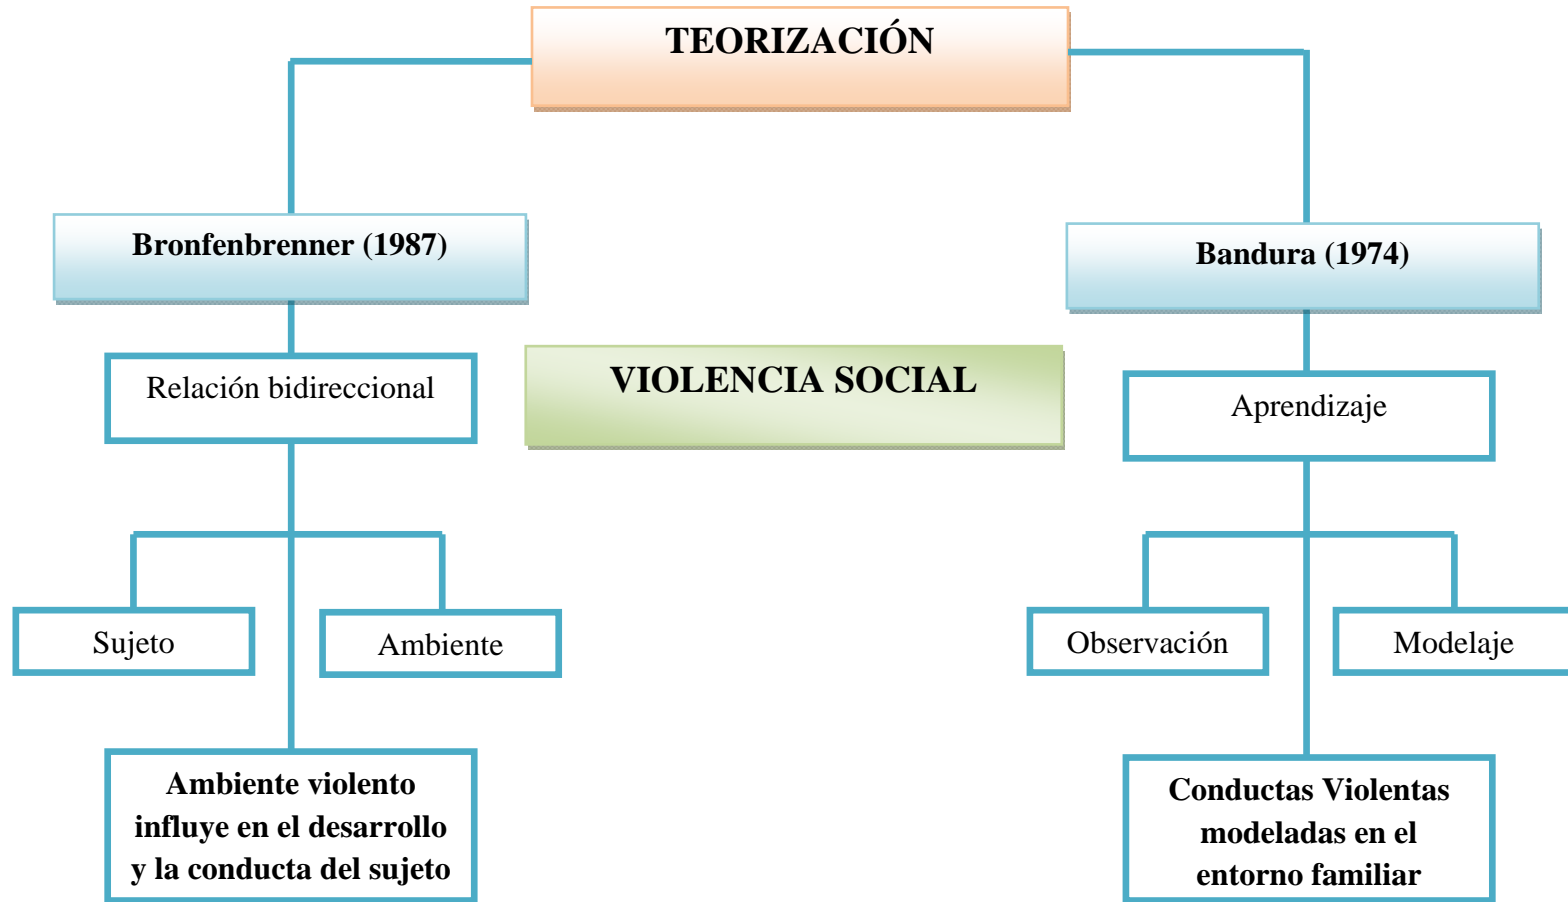 TEORIZACIÓN
Bronfenbrenner (1987)
Bandura (1974)
Relación bidireccional
VIOLENCIA SOCIAL
Aprendizaje
Sujeto
Ambiente
Observación
Modelaje
Ambiente violento
influye en el desarrollo
y la conducta del sujeto
Conductas Violentas
modeladas en el
entorno familiar